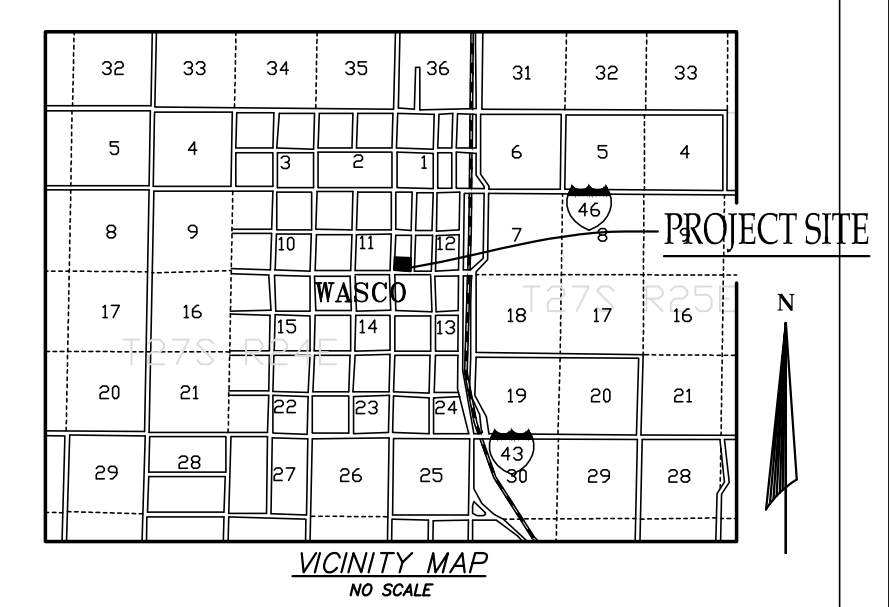 32 33 34 35 36 31 32 33
5 4 3 2 1 6 5 4
46
8 9 10 11 12 7 8 9
PROJECT SITE
WASCO
N
T27S R25E
17 16 15 14 13 18 17 16
T27S R24E
20 21 22 23 24 19 20 21
43
29 28 27 26 25 30 29 28
VICINITY MAP
NO SCALE